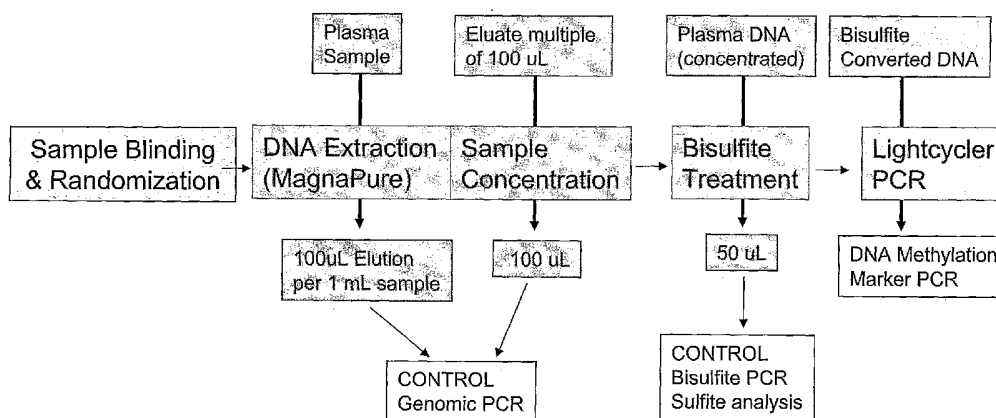 Plasma
Sample
Eluate multiple
of 100 uL
Plasma DNA
(concentrated)
Bisulfite
Converted DNA
Sample Blinding
& Randomization
DNA Extraction
(MagnaPure)
Sample
Concentration
Bisulfite
Treatment
Lightcycler
PCR
100uL Elution
per 1 mL sample
100 uL
50 uL
DNA Methylation
Marker PCR
CONTROL
Genomic PCR
CONTROL
Bisulfite PCR
Sulfite analysis